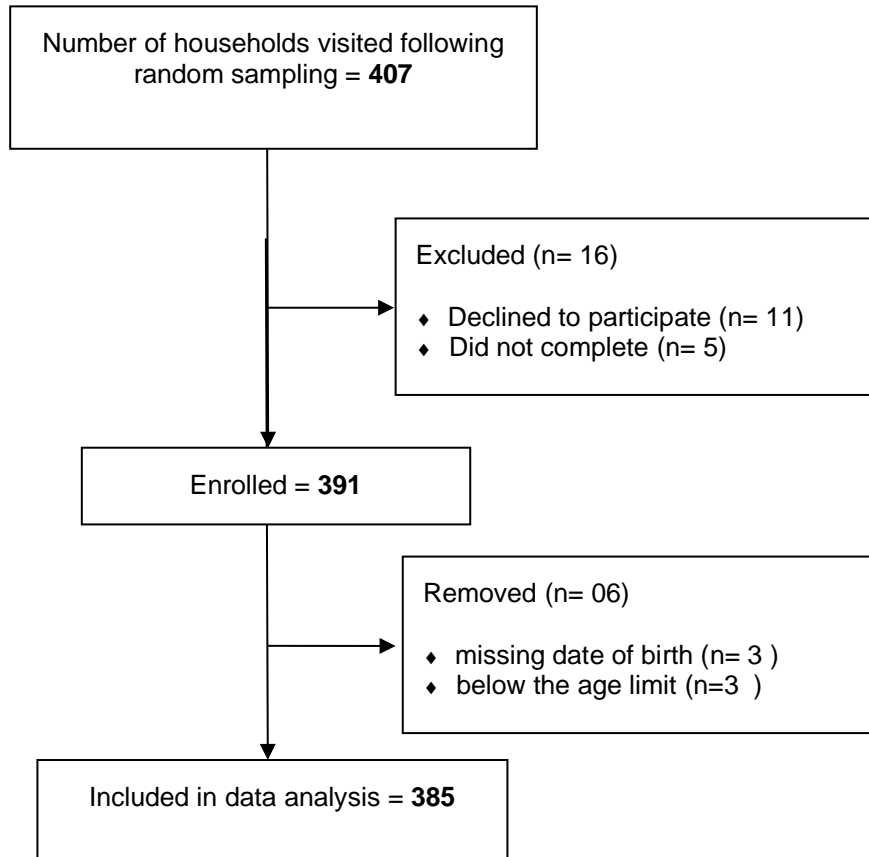 Number of households visited following
random sampling = 407
Excluded (n= 16)
♦ Declined to participate (n= 11)
♦ Did not complete (n= 5)
Enrolled = 391
Removed (n= 06)
♦ missing date of birth (n= 3 )
♦ below the age limit (n=3 )
Included in data analysis = 385